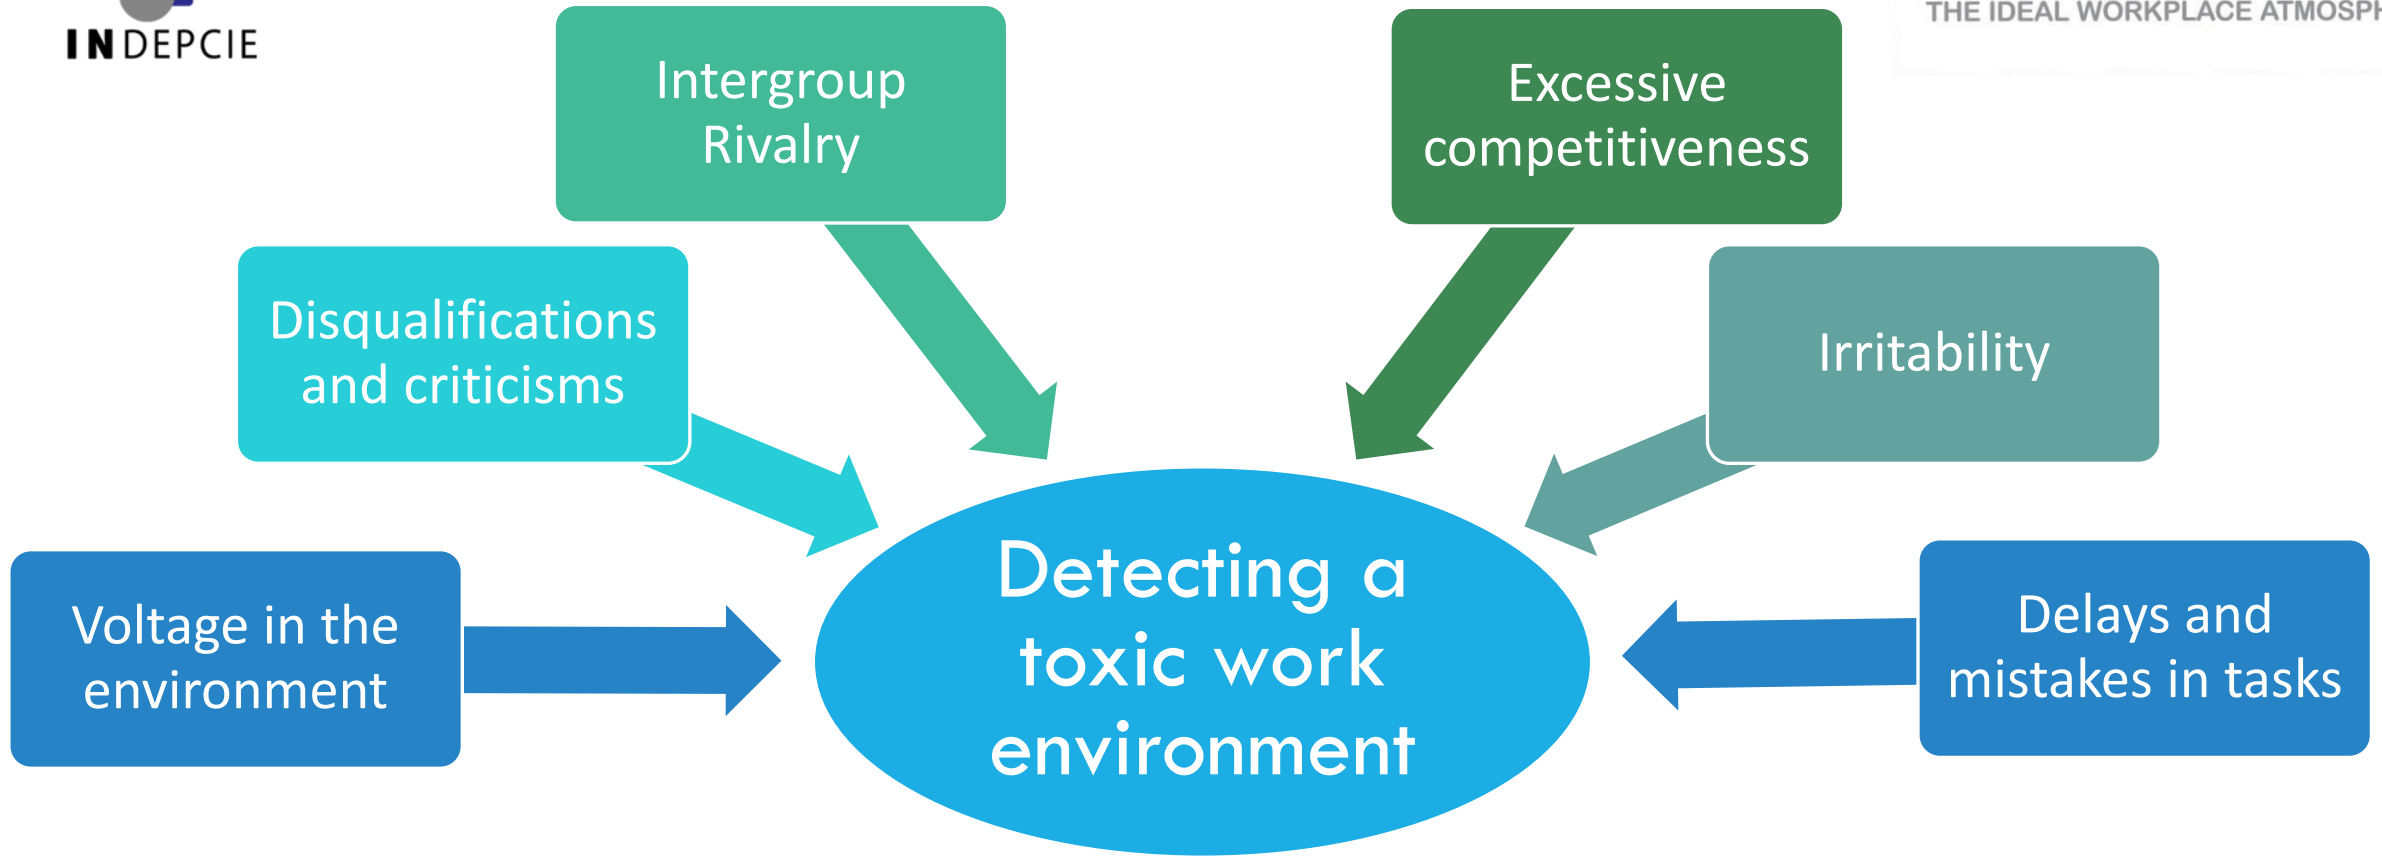 INDEPCIE
THE IDEAL WORKPLACE
Intergroup
Rivalry
Excessive
competitiveness
Disqualifications
and criticisms
Irritability
Voltage in the
environment
Detecting a
toxic work
environment
Delays and
mistakes in tasks